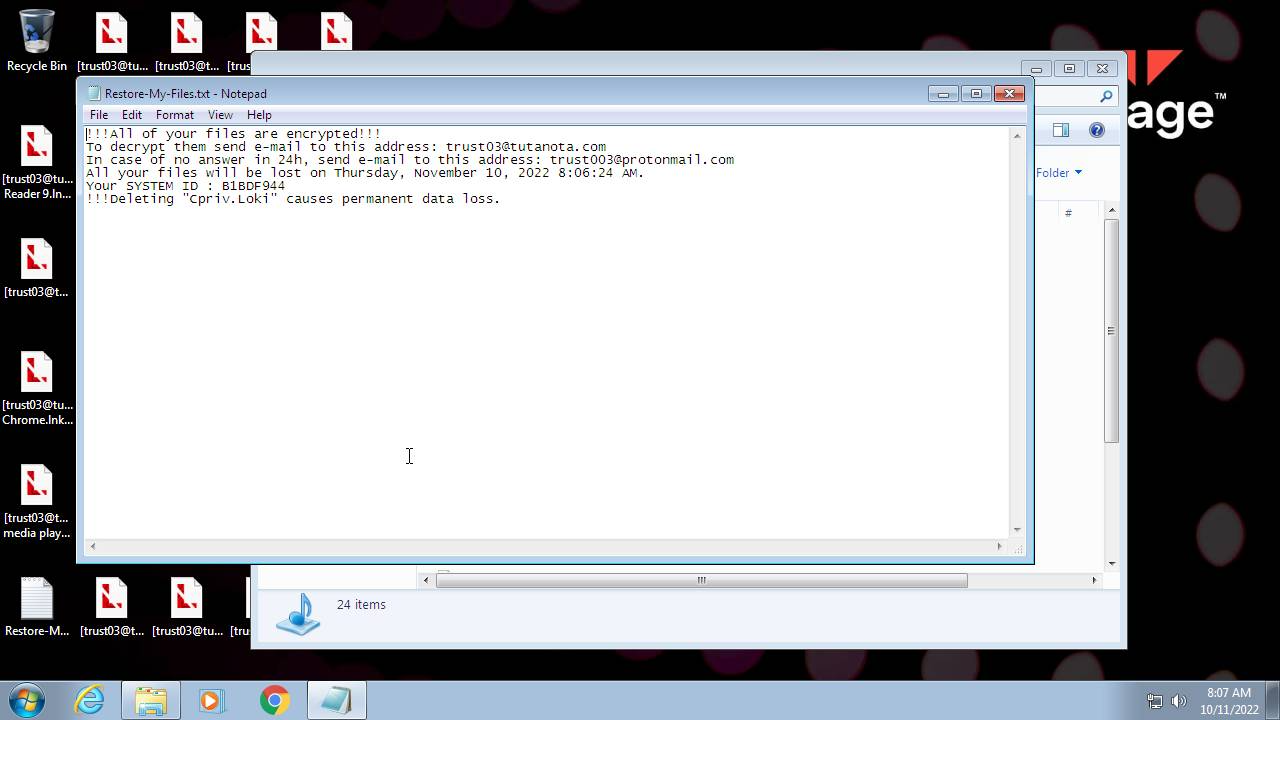 Recycle Bin
[trust03@tu...
[trust03@t...
[trus
age™
Restore-My-Files.txt - Notepad
File Edit Format View Help
!!!All of your files are encrypted!!!
To decrypt them send e-mail to this address: trust03@tutanota.com
In case of no answer in 24h, send e-mail to this address: trust003@protonmail.com
All your files will be lost on Thursday, November 10, 2022 8:06:24 AM.
Your SYSTEM ID : B1BDF944
!!!Deleting "Cpriv.Loki" causes permanent data loss.
Folder
#
[trust03@tu...
Reader 9.ln...
[trust03@t...
[trust03@tu...
Chrome.lnk...
[trust03@t...
media play...
Restore-M...
[trust03@t...
[trust03@tu...
[tru
24 items
8:07 AM
10/11/2022